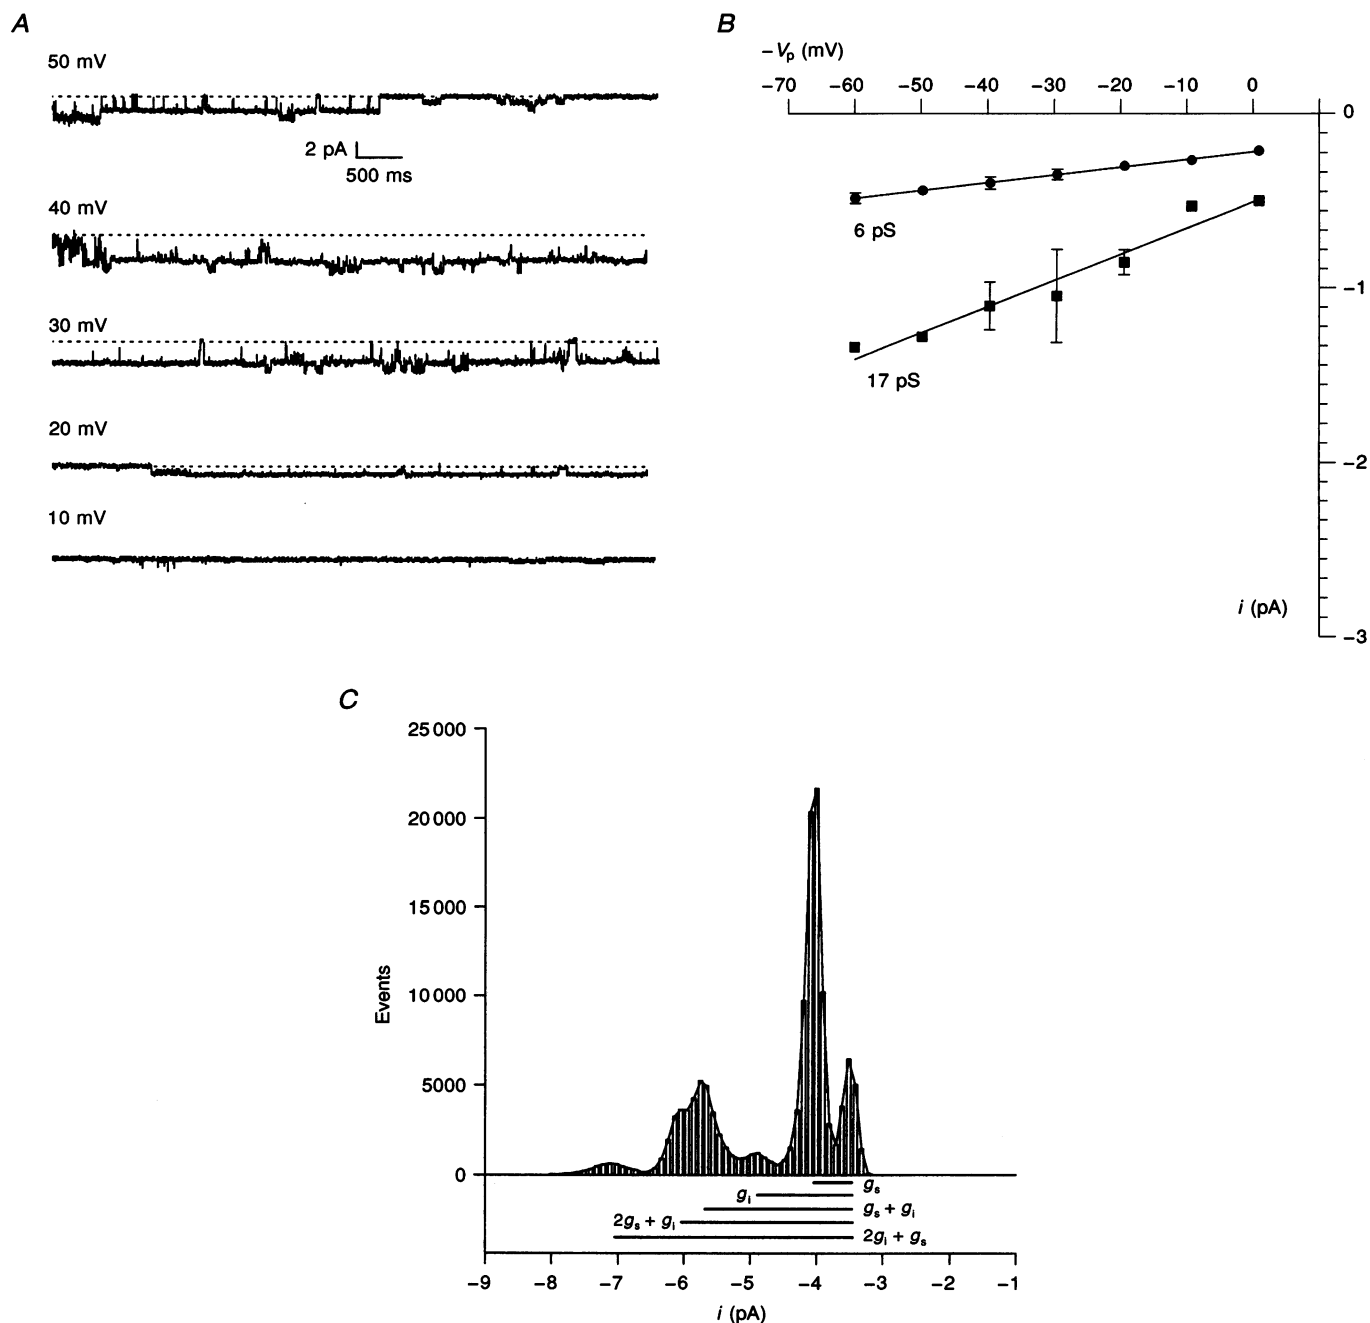 A
50 mV
2 pA
500 ms
40 mV
30 mV
20 mV
10 mV
B
−Vp (mV)
−70 −60 −50 −40 −30 −20 −10 0
0
6 pS
−1
17 pS
−2
i (pA)
−3
C
25 000
20 000
15 000
10 000
5000
0
Events
gs
gi
gs + gi
2gs + gi
2gi + gs
−9 −8 −7 −6 −5 −4 −3 −2 −1
i (pA)